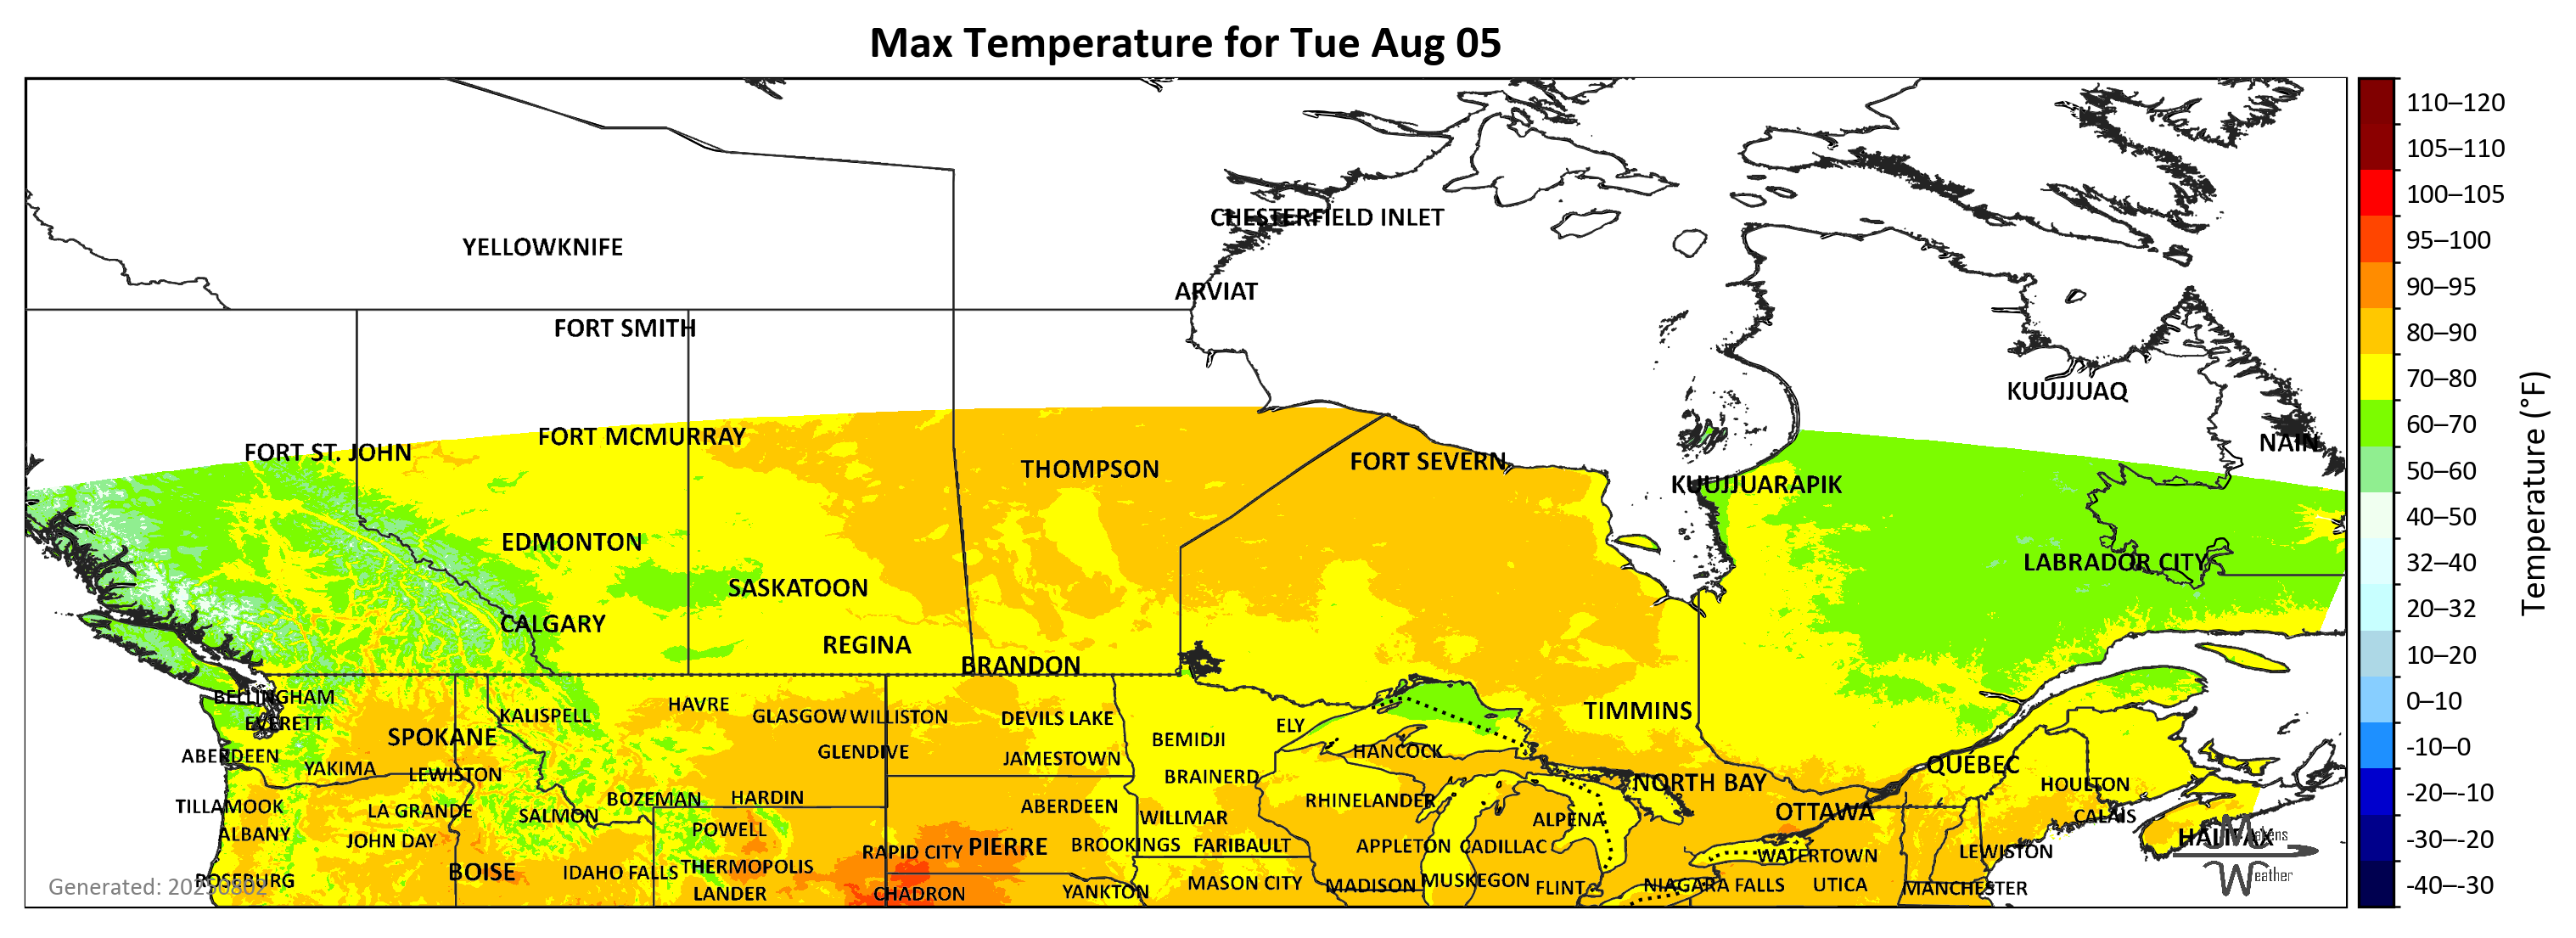 Max Temperature for Tue Aug 05
CHESTERFIELD INLET
YELLOWKNIFE
ARVIAT
FORT SMITH
KUUJJUAQ
FORT MCMURRAY
NAIN
FORT ST. JOHN
FORT SEVERN
THOMPSON
KUUJJUARAPIK
EDMONTON
LABRADOR CITY
SASKATOON
CALGARY
REGINA
BRANDON
BELLINGHAM
HAVRE
KALISPELL
GLASGOW
WILLISTON
DEVILS LAKE
TIMMINS
EVERETT
ELY
SPOKANE
BEMIDJI
GLENDIVE
HANCOCK
ABERDEEN
JAMESTOWN
QUÉBEC
YAKIMA
LEWISTON
BRAINERD
NORTH BAY
HOULTON
BOZEMAN
HARDIN
RHINELANDER
TILLAMOOK
LA GRANDE
SALMON
ABERDEEN
WILLMAR
ALPENA
OTTAWA
CALAIS
ALBANY
JOHN DAY
POWELL
HALIFAX
RAPID CITY
PIERRE
BROOKINGS
FARIBAULT
APPLETON
CADILLAC
WATERTOWN
LEWISTON
BOISE
IDAHO FALLS
THERMOPOLIS
ROSEBURG
LANDER
CHADRON
YANKTON
MASON CITY
MADISON
MUSKEGON
FLINT
NIAGARA FALLS
UTICA
MANCHESTER
Generated: 20250802
Makens
Weather
110–120
105–110
100–105
95–100
90–95
80–90
70–80
60–70
50–60
40–50
32–40
20–32
10–20
0–10
-10–0
-20–-10
-30–-20
-40–-30
Temperature (°F)